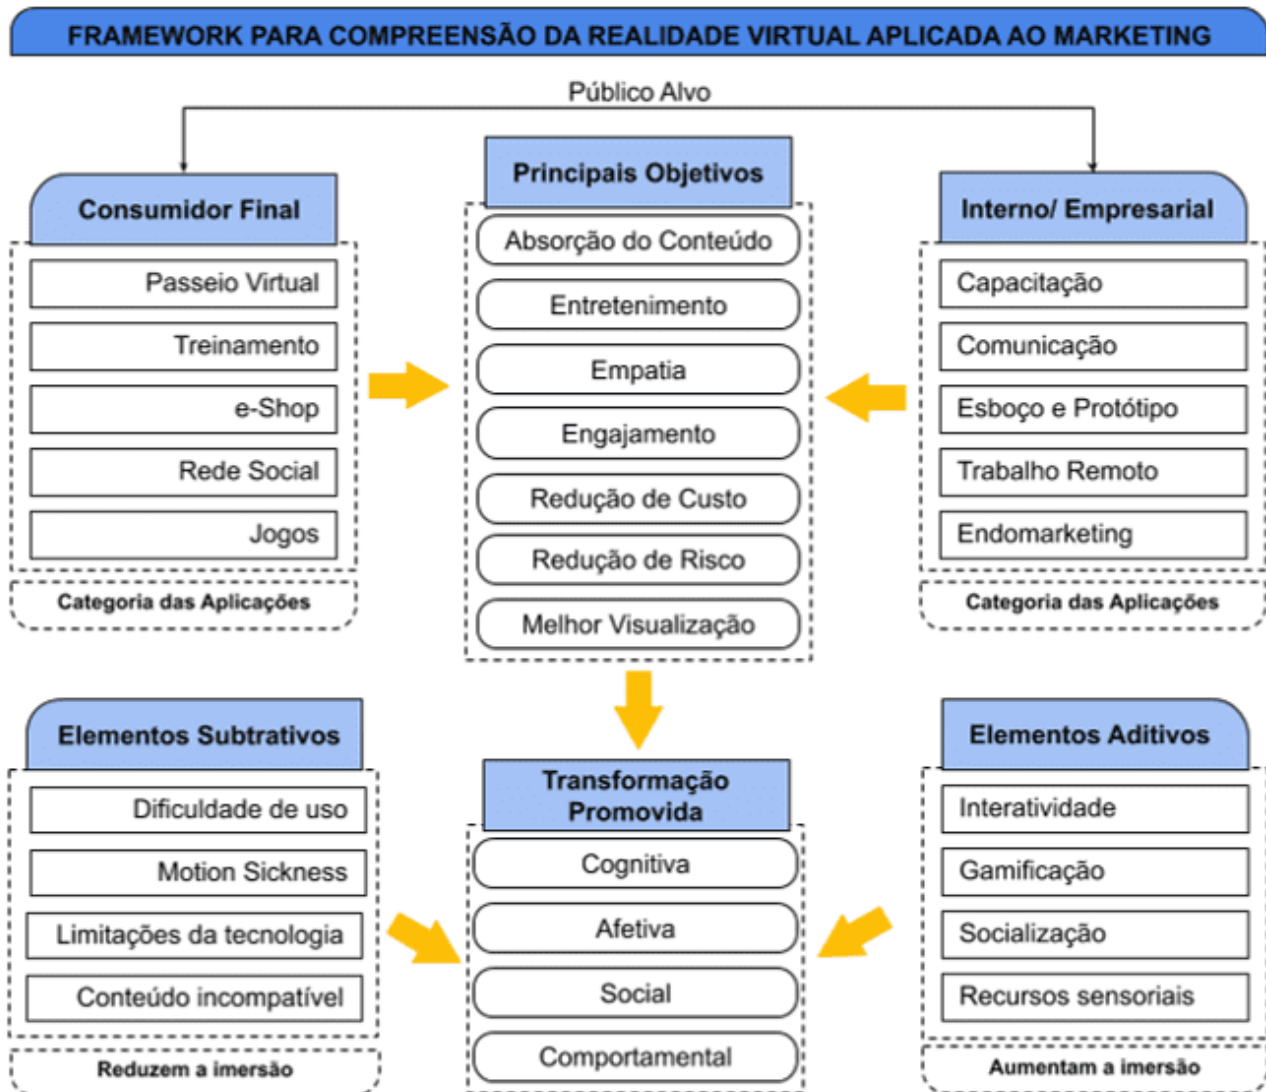 FRAMEWORK PARA COMPREENSÃO DA REALIDADE VIRTUAL APLICADA AO MARKETING
Público Alvo
Consumidor Final
Passeio Virtual
Treinamento
e-Shop
Rede Social
Jogos
Categoria das Aplicações
Principais Objetivos
Absorção do Conteúdo
Entretenimento
Empatia
Engajamento
Redução de Custo
Redução de Risco
Melhor Visualização
Interno/ Empresarial
Capacitação
Comunicação
Esboço e Protótipo
Trabalho Remoto
Endomarketing
Categoria das Aplicações
Elementos Subtrativos
Dificuldade de uso
Motion Sickness
Limitações da tecnologia
Conteúdo incompatível
Reduzem a imersão
Transformação
Promovida
Cognitiva
Afetiva
Social
Comportamental
Elementos Aditivos
Interatividade
Gamificação
Socialização
Recursos sensoriais
Aumentam a imersão